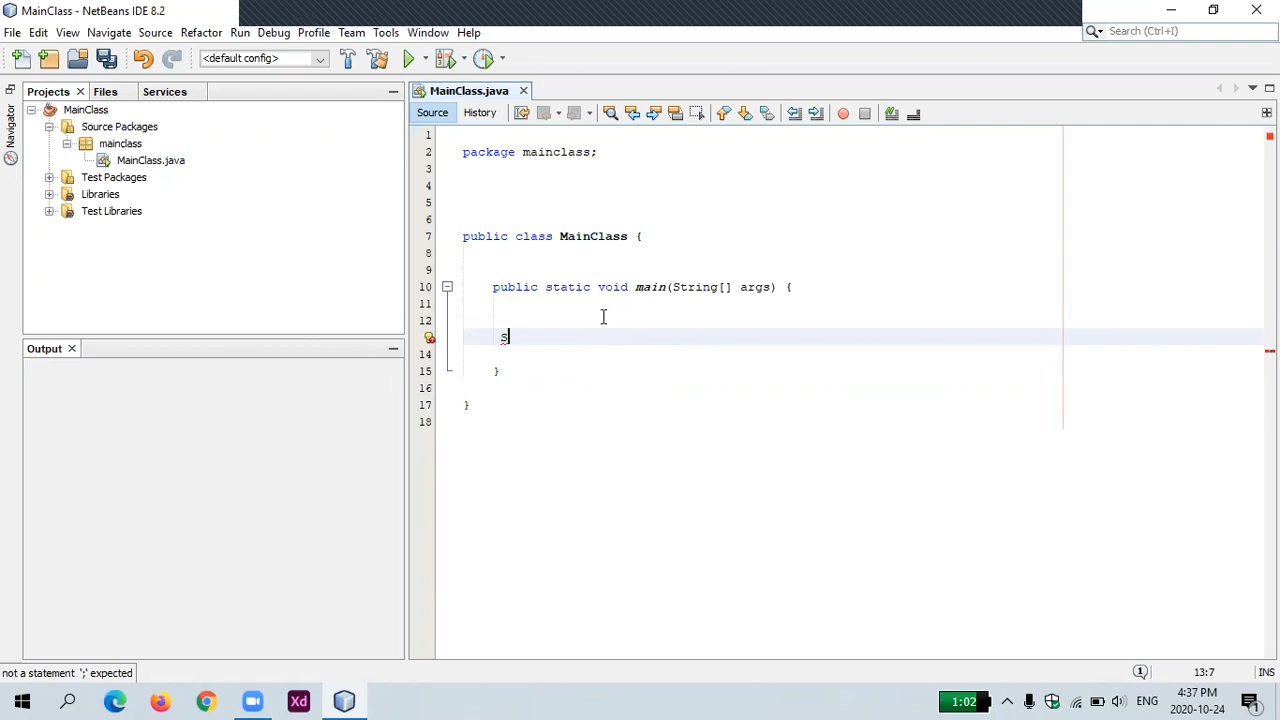 MainClass - NetBeans IDE 8.2
File Edit View Navigate Source Refactor Run Debug Profile Team Tools Window Help
Search (Ctrl+I)
<default config>
Projects Files Services
MainClass
Source Packages
mainclass
MainClass.java
Test Packages
Libraries
Test Libraries
Navigator
Output
MainClass.java
Source History
1
2 package mainclass;
3
4
5
6
7 public class MainClass {
8
9
10 public static void main(String[] args) {
11
12
s
14
15 }
16
17 }
18
not a statement ';' expected
1
13:7
INS
Xd
1:02
ENG
4:37 PM
2020-10-24
1